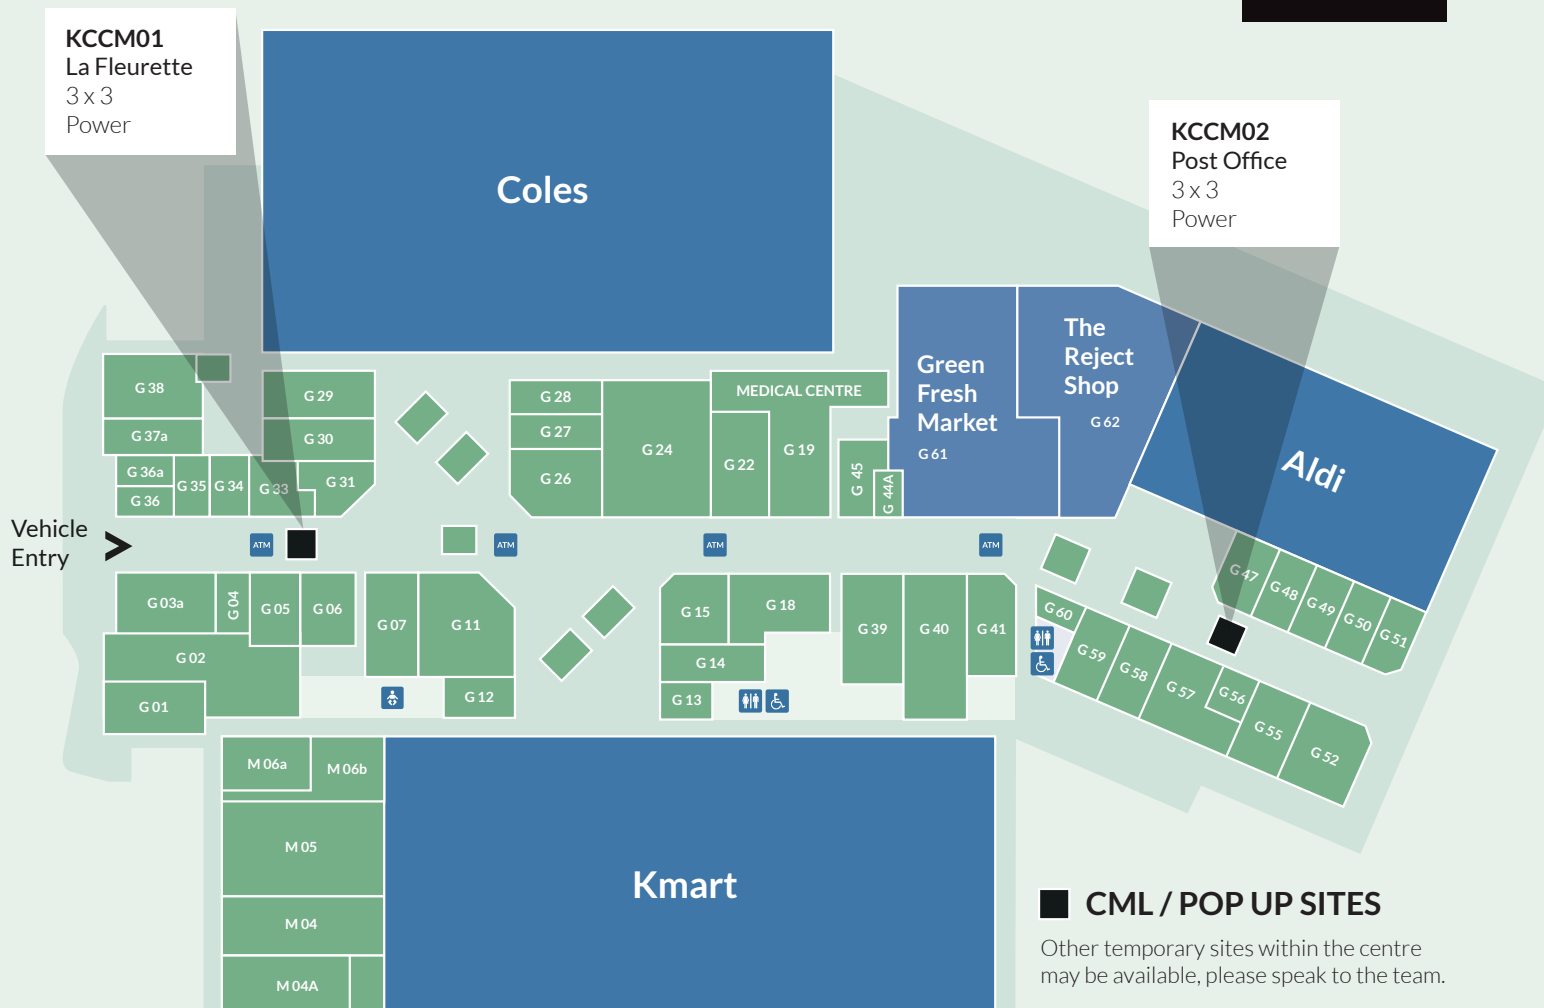 KCCM01
La Fleurette
3 x 3
Power
Coles
KCCM02
Post Office
3 x 3
Power
The
Reject
Shop
G 62
Green
Fresh
Market
G 61
Aldi
G 38
G 37a
G 36a
G 36
G 35
G 34
G 33
G 29
G 30
G 31
G 28
G 27
G 26
G 24
MEDICAL CENTRE
G 22
G 19
G 45
G 44A
Vehicle
Entry
ATM
ATM
ATM
ATM
G 47
G 48
G 49
G 50
G 51
G 03a
G 04
G 05
G 06
G 07
G 11
G 02
G 01
G 12
G 15
G 18
G 14
G 13
G 39
G 40
G 41
G 60
G 59
G 58
G 57
G 56
G 55
G 52
M 06a
M 06b
M 05
M 04
M 04A
Kmart
CML / POP UP SITES
Other temporary sites within the centre
may be available, please speak to the team.